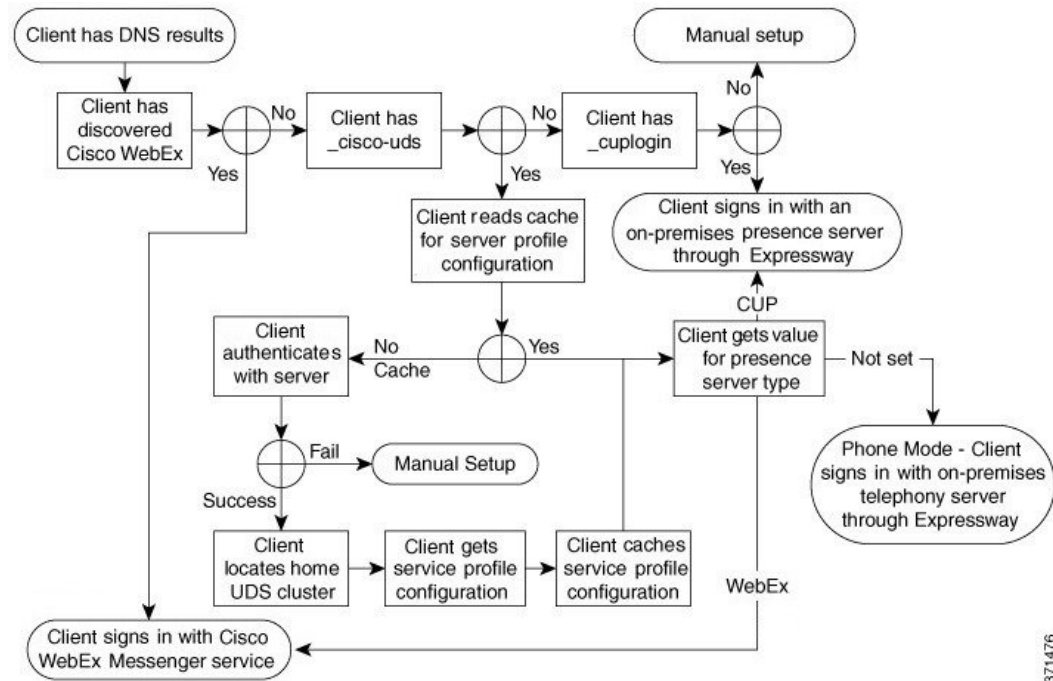 Client has DNS results
Manual setup
Client has
discovered
Cisco WebEx
No
Yes
Client has
_cisco-uds
No
Yes
Client has
_cuplogin
No
Yes
Client signs in with an
on-premises presence server
through Expressway
Client reads cache
for server profile
configuration
CUP
Client
authenticates
with server
No
Cache
Yes
Client gets value
for presence
server type
Not set
Fail
Manual Setup
Success
Phone Mode - Client
signs in with on-premises
telephony server
through Expressway
Client
locates home
UDS cluster
Client gets
service profile
configuration
Client caches
service profile
configuration
WebEx
Client signs in with Cisco
WebEx Messenger service
371476